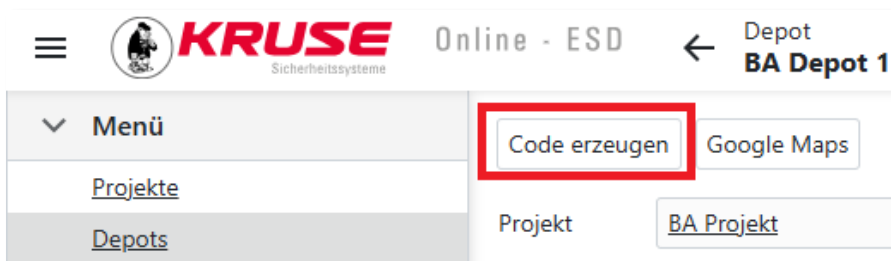 KRUSE
Sicherheitssysteme
Online - ESD
Depot
BA Depot 1
Menü
Projekte
Depots
Code erzeugen
Google Maps
Projekt
BA Projekt